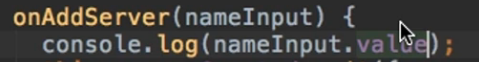 onAddServer(nameInput) {
console.log(nameInput.value);